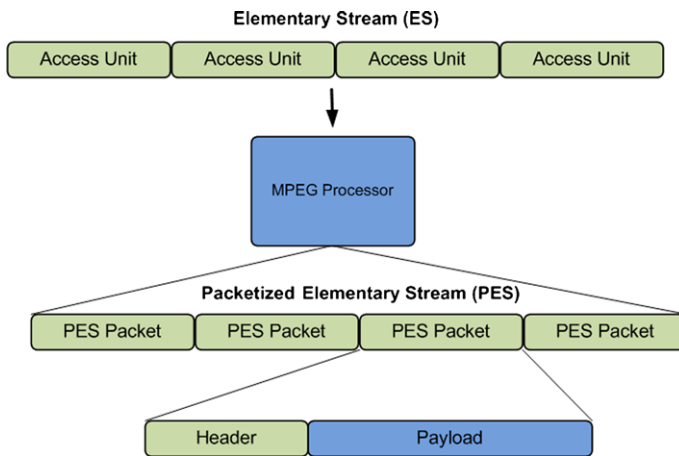 Elementary Stream (ES)
Access Unit Access Unit Access Unit Access Unit
MPEG Processor
Packetized Elementary Stream (PES)
PES Packet PES Packet PES Packet PES Packet
Header Payload